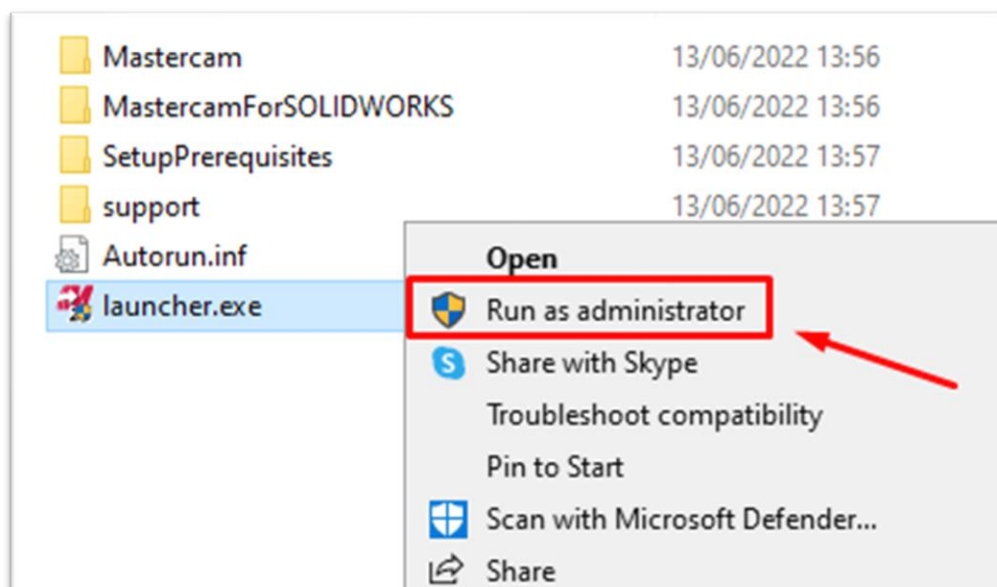 Mastercam 13/06/2022 13:56
MastercamForSOLIDWORKS 13/06/2022 13:56
SetupPrerequisites 13/06/2022 13:57
support 13/06/2022 13:57
Autorun.inf
Open
launcher.exe
Run as administrator
Share with Skype
Troubleshoot compatibility
Pin to Start
Scan with Microsoft Defender...
Share